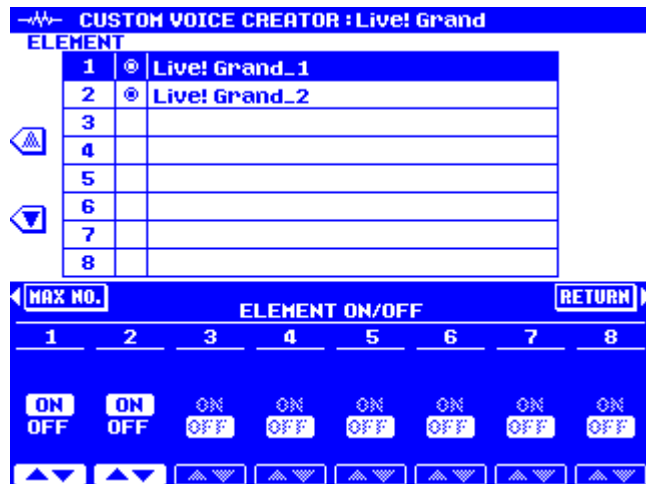 CUSTOM VOICE CREATOR : Live! Grand
ELEMENT
1 Live! Grand_1
2 Live! Grand_2
3
4
5
6
7
8
MAX NO. ELEMENT ON/OFF RETURN
1 2 3 4 5 6 7 8
ON ON ON ON ON ON ON ON
OFF OFF OFF OFF OFF OFF OFF OFF